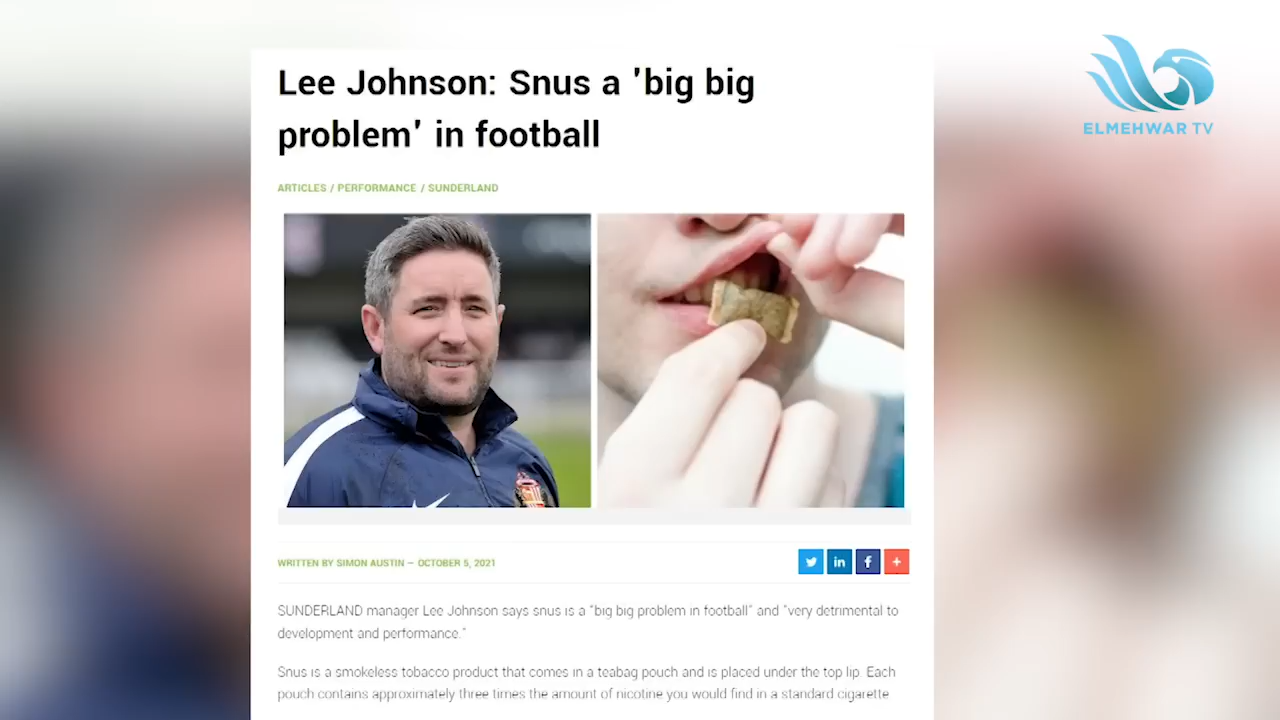 Lee Johnson: Snus a 'big big
problem' in football
ELMEHWAR TV
ARTICLES / PERFORMANCE / SUNDERLAND
WRITTEN BY SIMON AUSTIN – OCTOBER 5, 2021
SUNDERLAND manager Lee Johnson says snus is a "big big problem in football" and "very detrimental to
development and performance."
Snus is a smokeless tobacco product that comes in a teabag pouch and is placed under the top lip. Each
pouch contains approximately three times the amount of nicotine you would find in a standard cigarette